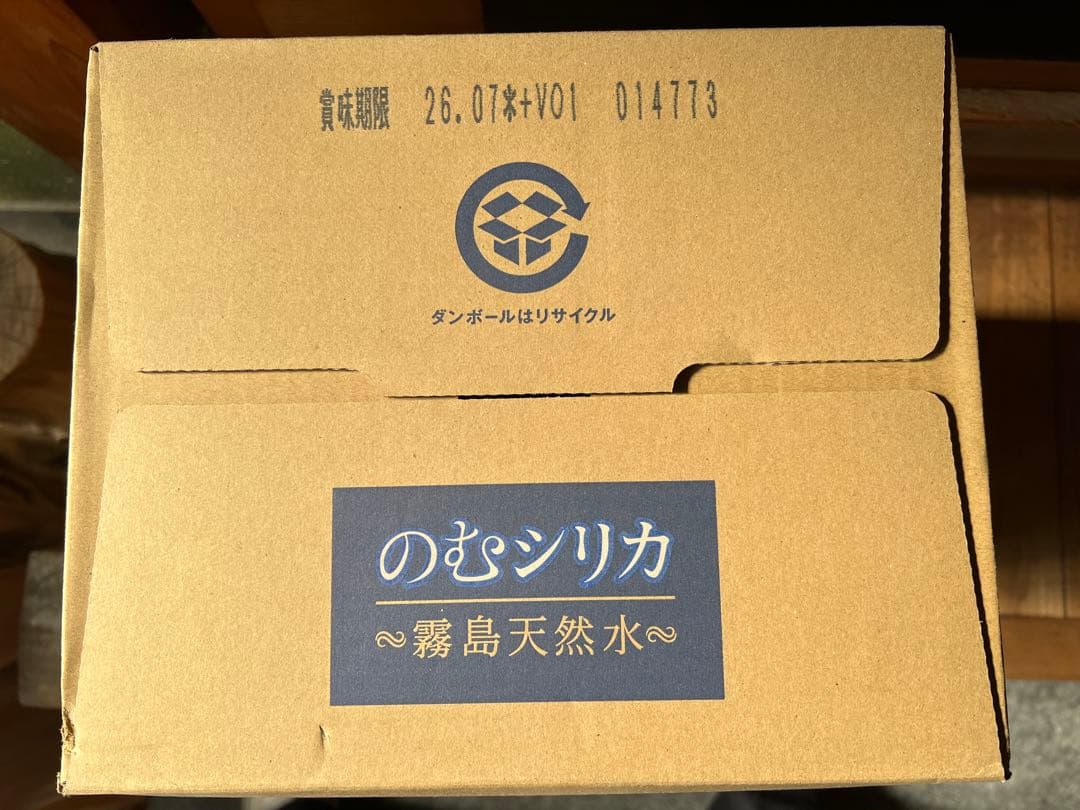 賞味期限 26.07*+V01 014773
ダンボールはリサイクル
のむシリカ
〜霧島天然水〜